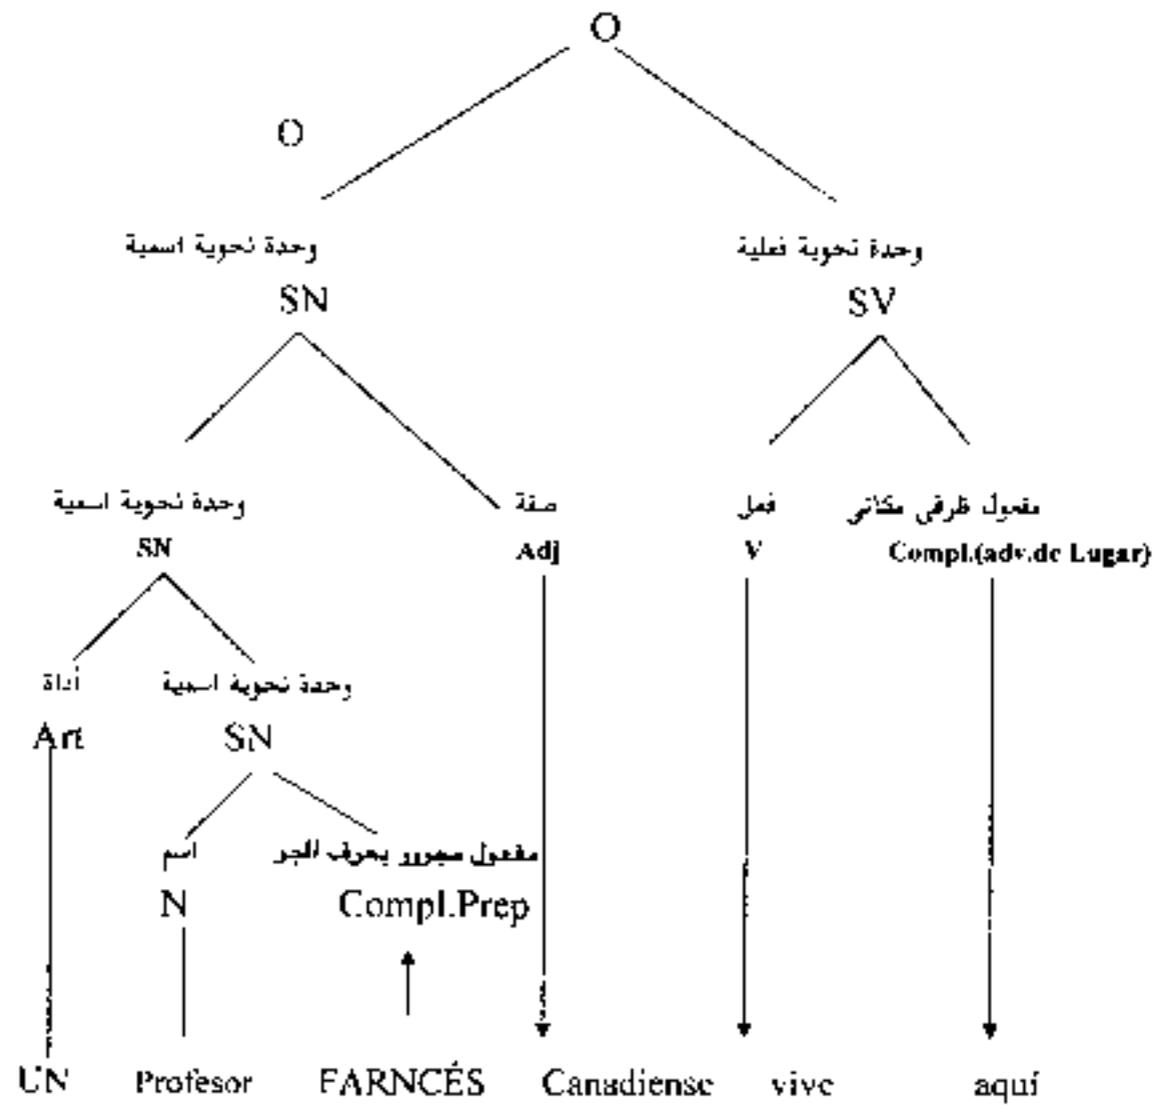 O
O
وحدة نحوية اسمية
وحدة نحوية فعلية
SN
SV
وحدة نحوية اسمية
صفة
فعل
مفعول ظرفى مكانى
SN
Adj
V
Compl.(adv.de Lugar)
أداة
وحدة نحوية اسمية
Art
SN
اسم
مفعول مجرور بحرف الجر
N
Compl.Prep
UN Profesor FARNCÉS Canadiense vive aquí